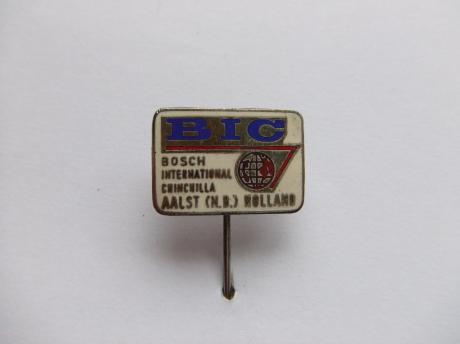 BIC
BOSCH
INTERNATIONAL
CHINCHILLA
AALST (N.B.) HOLLAND